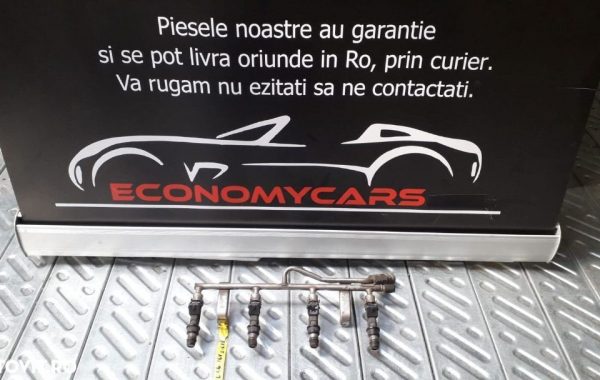 Piesele noastre au garantie
si se pot livra oriunde in Ro, prin curier.
Va rugam nu ezitati sa ne contactati.
ECONOMYCARS